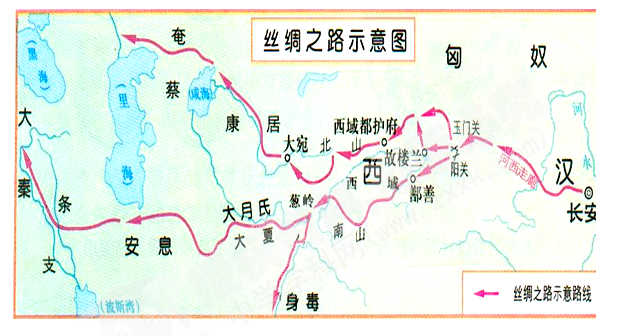 丝绸之路示意图
匈奴
奄蔡
(黑海)
(里海)
(咸海)
康居
大宛
北山
西域都护府
玉门关
故楼兰
阳关
鄯善
西域
西域
河西走廊
河水
汉
长安
大秦
条支
安息
大月氏
大夏
葱岭
南山
身毒
(波斯湾)
丝绸之路示意路线